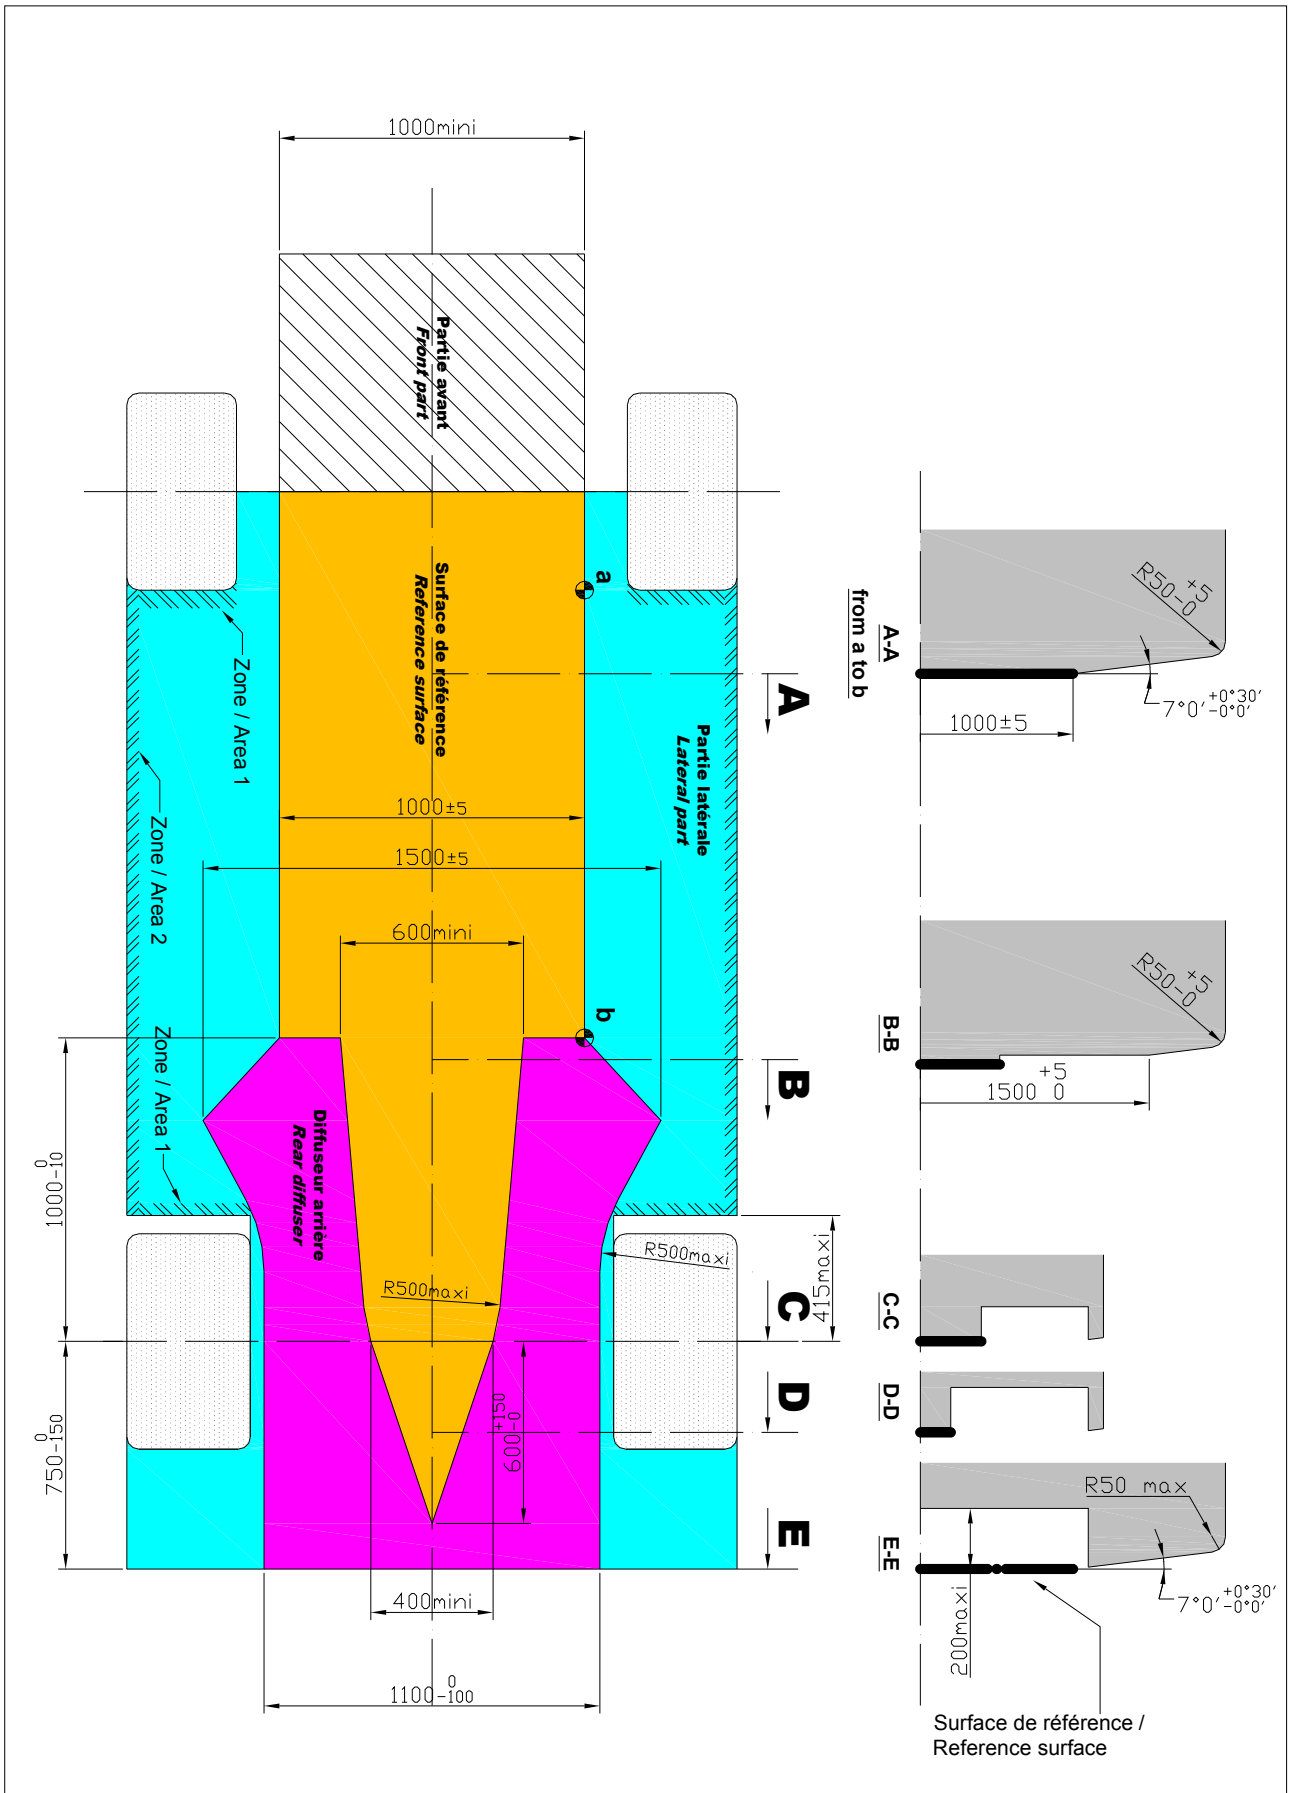 1000mini
Partie avant
Front part
Surface de référence
Reference surface
a
A
Partie latérale
Lateral part
Zone / Area 1
Zone / Area 2
Zone / Area 1
1000±5
1500±5
600mini
b
B
Diffuseur arrière
Rear diffuser
1000 0 -10
R500maxi
R500maxi
415maxi
C
D
600 +150 -0
750 0 -150
E
400mini
1100 0 -100
R50 +5 -0
A-A
from a to b
7°0' +0°30' -0°0'
1000±5
R50 +5 -0
B-B
1500 +5 0
C-C
D-D
R50 max
E-E
7°0' +0°30' -0°0'
200maxi
Surface de référence /
Reference surface